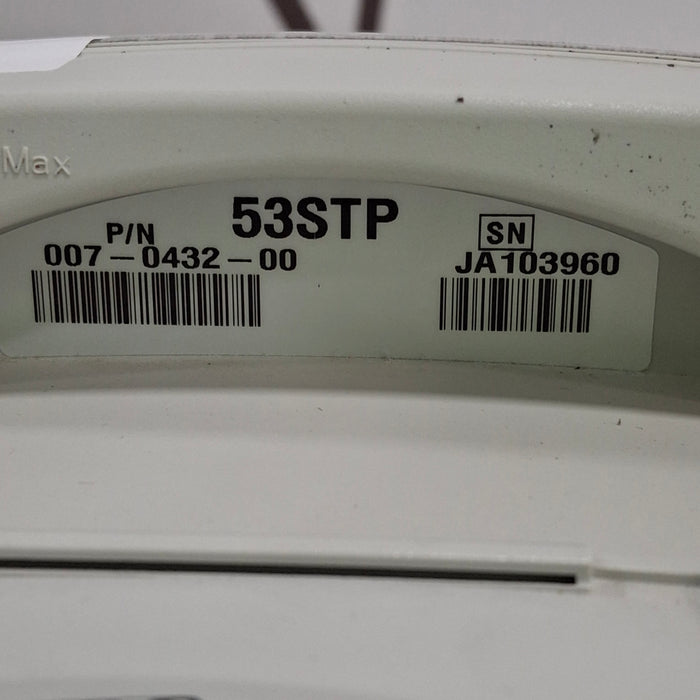 Max
53STP
P/N
007-0432-00
SN
JA103960